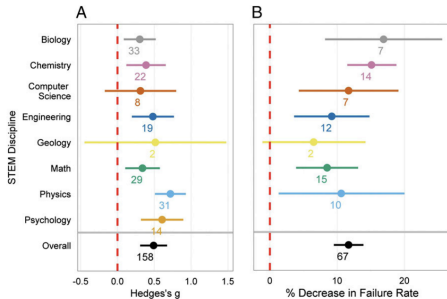 A
B
STEM Discipline
Biology
Chemistry
Computer
Science
Engineering
Geology
Math
Physics
Psychology
Overall
33
22
8
19
2
29
31
14
158
-0.5 0.0 0.5 1.0 1.5
Hedges's g
7
14
7
12
2
15
10
67
0 10 20
% Decrease in Failure Rate